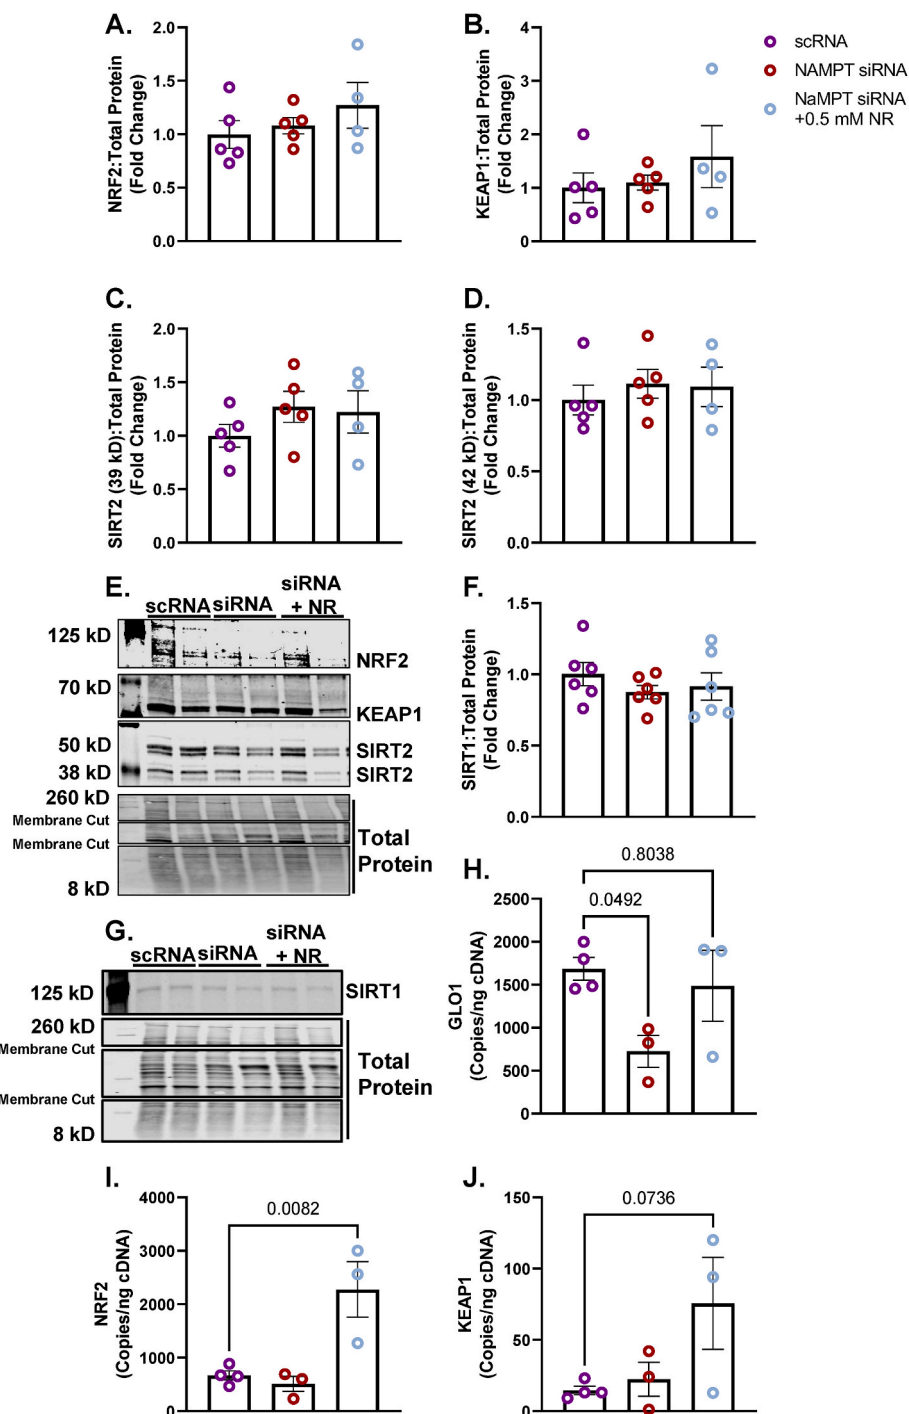 A.
NRF2:Total Protein
(Fold Change)
2.0
1.5
1.0
0.5
0.0
B.
KEAP1:Total Protein
(Fold Change)
4
3
2
1
0
scRNA
NAMPT siRNA
NaMPT siRNA
+0.5 mM NR
C.
SIRT2 (39 kD):Total Protein
(Fold Change)
2.0
1.5
1.0
0.5
0.0
D.
SIRT2 (42 kD):Total Protein
(Fold Change)
1.5
1.0
0.5
0.0
E.
scRNA siRNA siRNA
+ NR
125 kD
NRF2
70 kD
KEAP1
50 kD
SIRT2
38 kD
SIRT2
260 kD
Membrane Cut
Membrane Cut
Total
Protein
8 kD
F.
SIRT1:Total Protein
(Fold Change)
1.5
1.0
0.5
0.0
G.
scRNA siRNA siRNA
+ NR
125 kD
SIRT1
260 kD
Membrane Cut
Total
Protein
Membrane Cut
8 kD
H.
GLO1
(Copies/ng cDNA)
2500
2000
1500
1000
500
0
0.8038
0.0492
I.
NRF2
(Copies/ng cDNA)
4000
3000
2000
1000
0
0.0082
J.
KEAP1
(Copies/ng cDNA)
150
100
50
0
0.0736